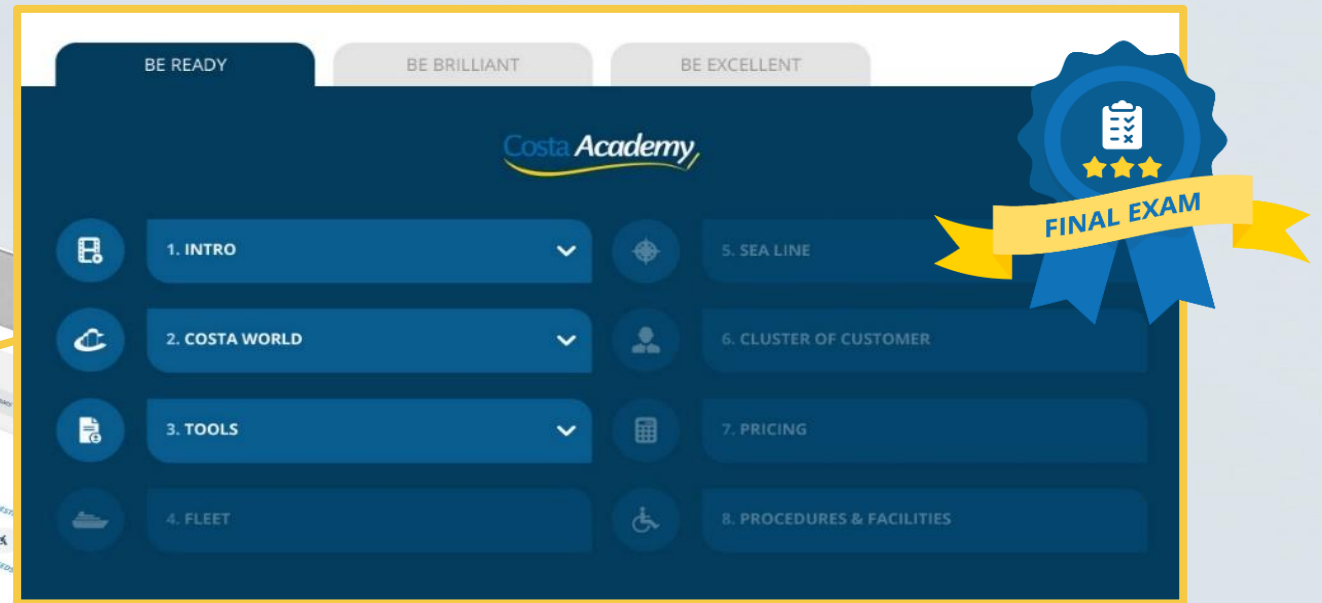 BE READY
BE BRILLIANT
BE EXCELLENT
Costa Academy
FINAL EXAM
1. INTRO
2. COSTA WORLD
3. TOOLS
4. FLEET
5. SEA LINE
6. CLUSTER OF CUSTOMER
7. PRICING
8. PROCEDURES & FACILITIES